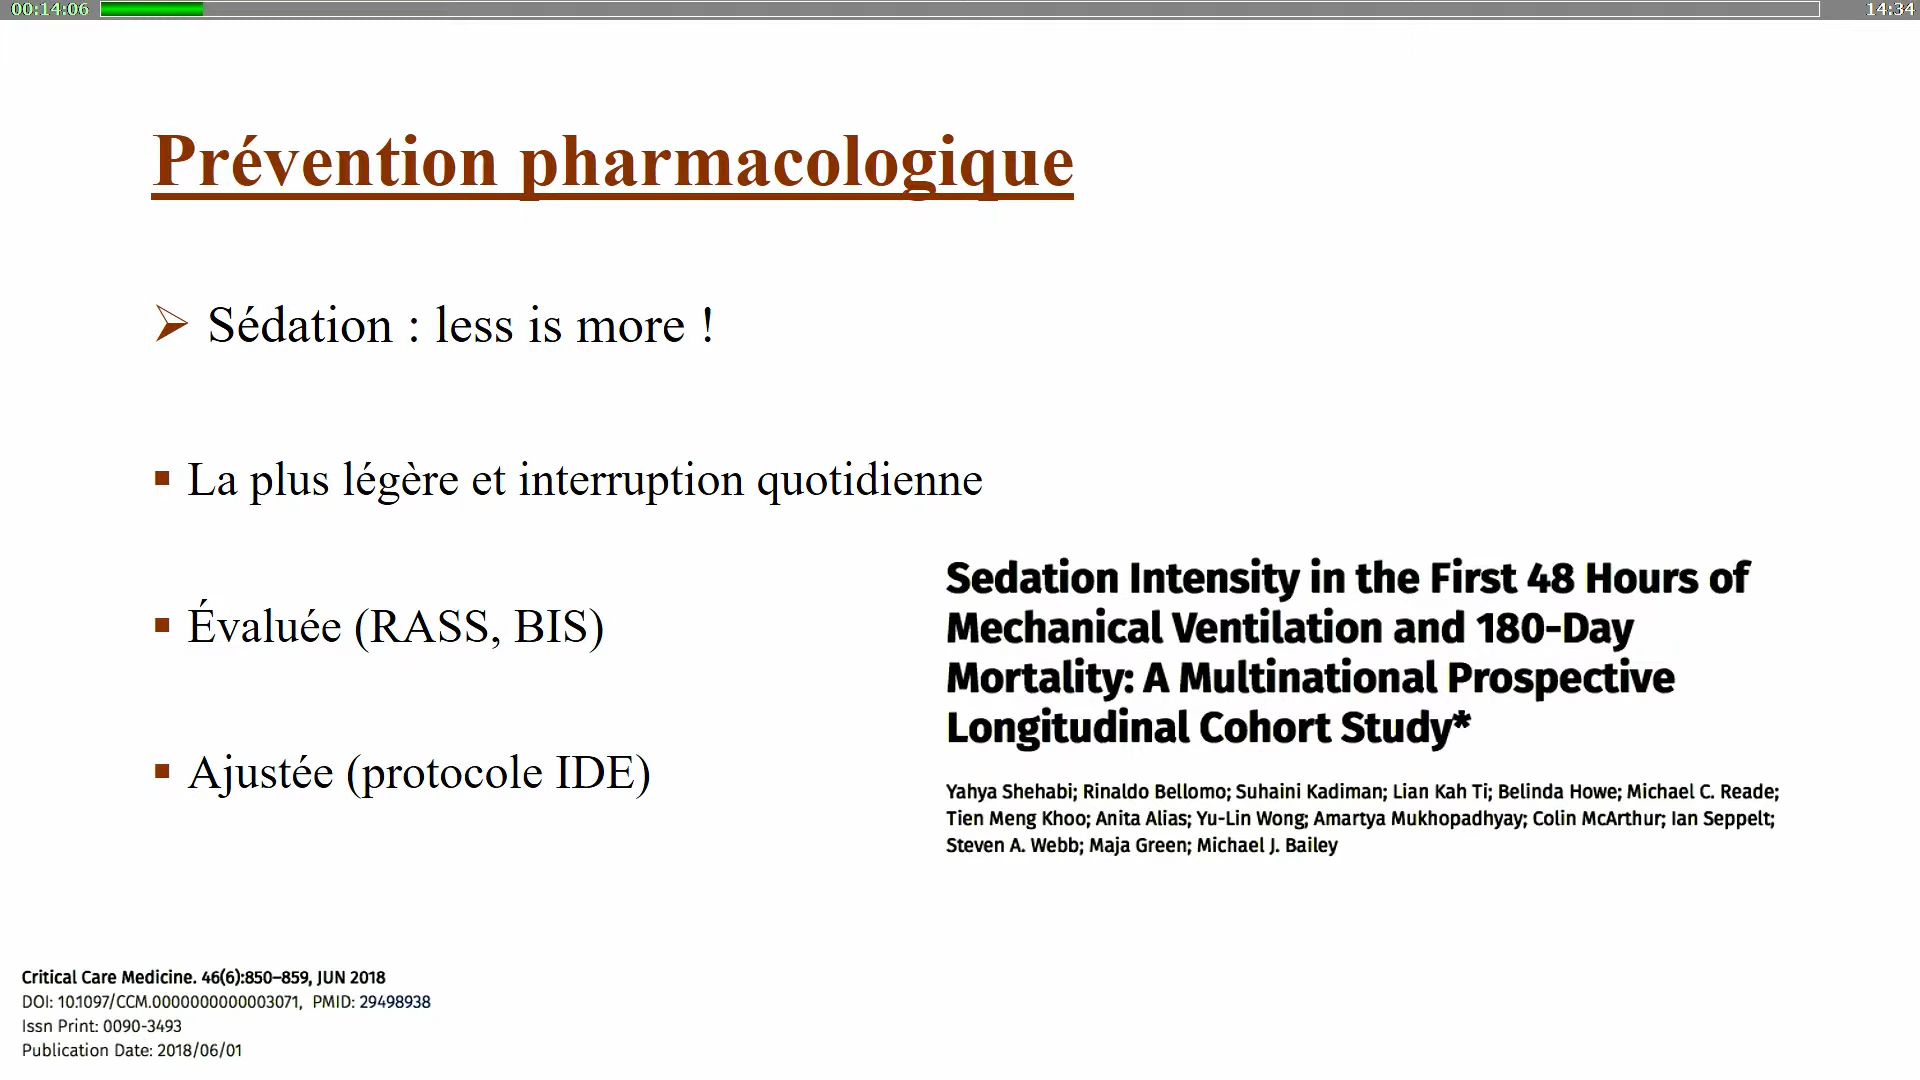 00:14:06
14:34
Prévention pharmacologique
Sédation : less is more !
La plus légère et interruption quotidienne
Évaluée (RASS, BIS)
Ajustée (protocole IDE)
Sedation Intensity in the First 48 Hours of
Mechanical Ventilation and 180-Day
Mortality: A Multinational Prospective
Longitudinal Cohort Study*
Yahya Shehabi; Rinaldo Bellomo; Suhaini Kadiman; Lian Kah Ti; Belinda Howe; Michael C. Reade;
Tien Meng Khoo; Anita Alias; Yu-Lin Wong; Amartya Mukhopadhyay; Colin McArthur; Ian Seppelt;
Steven A. Webb; Maja Green; Michael J. Bailey
Critical Care Medicine. 46(6):850–859, JUN 2018
DOI: 10.1097/CCM.0000000000003071, PMID: 29498938
Issn Print: 0090-3493
Publication Date: 2018/06/01